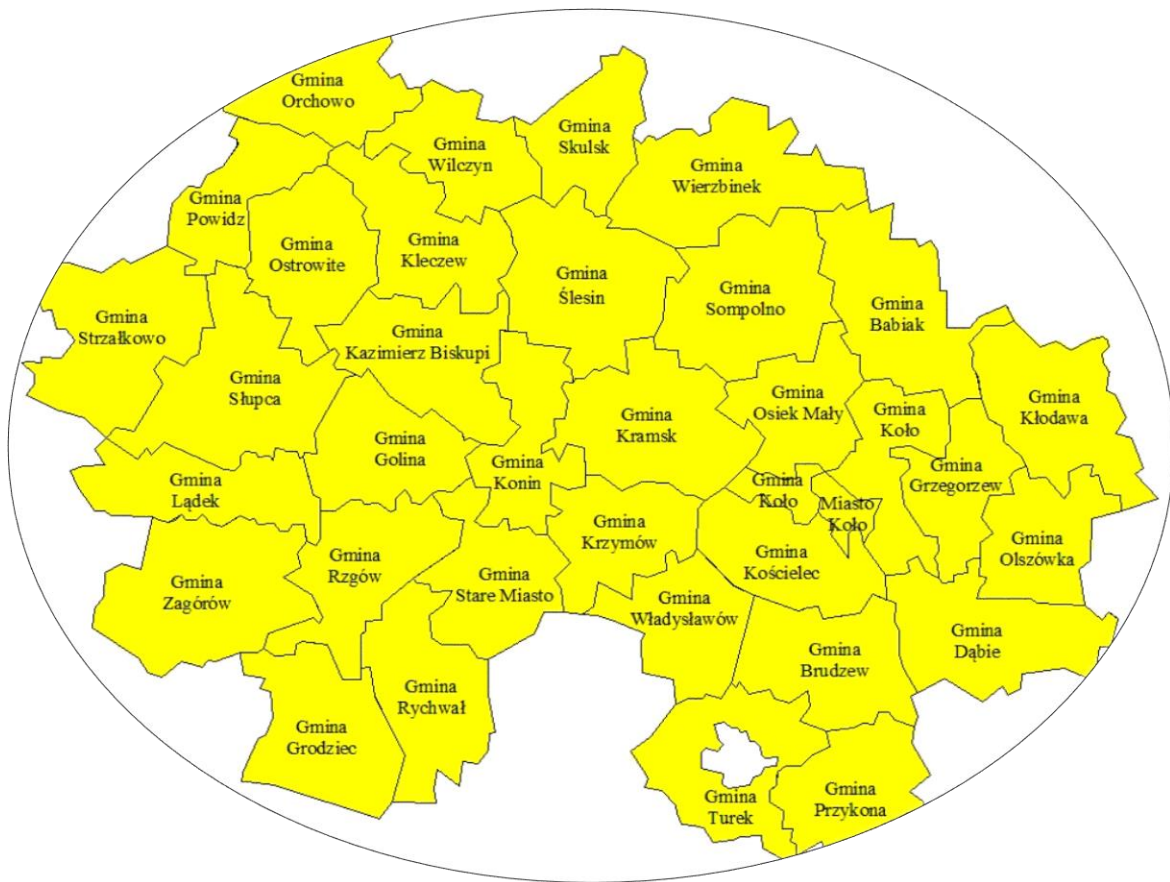 Gmina
Orchowo
Gmina
Wilczyn
Gmina
Skulsk
Gmina
Wierzbinek
Gmina
Powidz
Gmina
Ostrowite
Gmina
Kleczew
Gmina
Ślesin
Gmina
Sompolno
Gmina
Babiak
Gmina
Strzałkowo
Gmina
Kazimierz Biskupi
Gmina
Słupca
Gmina
Golina
Gmina
Kramsk
Gmina
Osiek Mały
Gmina
Koło
Gmina
Kłodawa
Gmina
Lądek
Gmina
Konin
Gmina
Koło
Miasto
Koło
Gmina
Grzegorzew
Gmina
Olszówka
Gmina
Zagórów
Gmina
Rzgów
Gmina
Stare Miasto
Gmina
Krzymów
Gmina
Kościelec
Gmina
Władysławów
Gmina
Brudzew
Gmina
Dąbie
Gmina
Grodziec
Gmina
Rychwał
Gmina
Turek
Gmina
Przykona